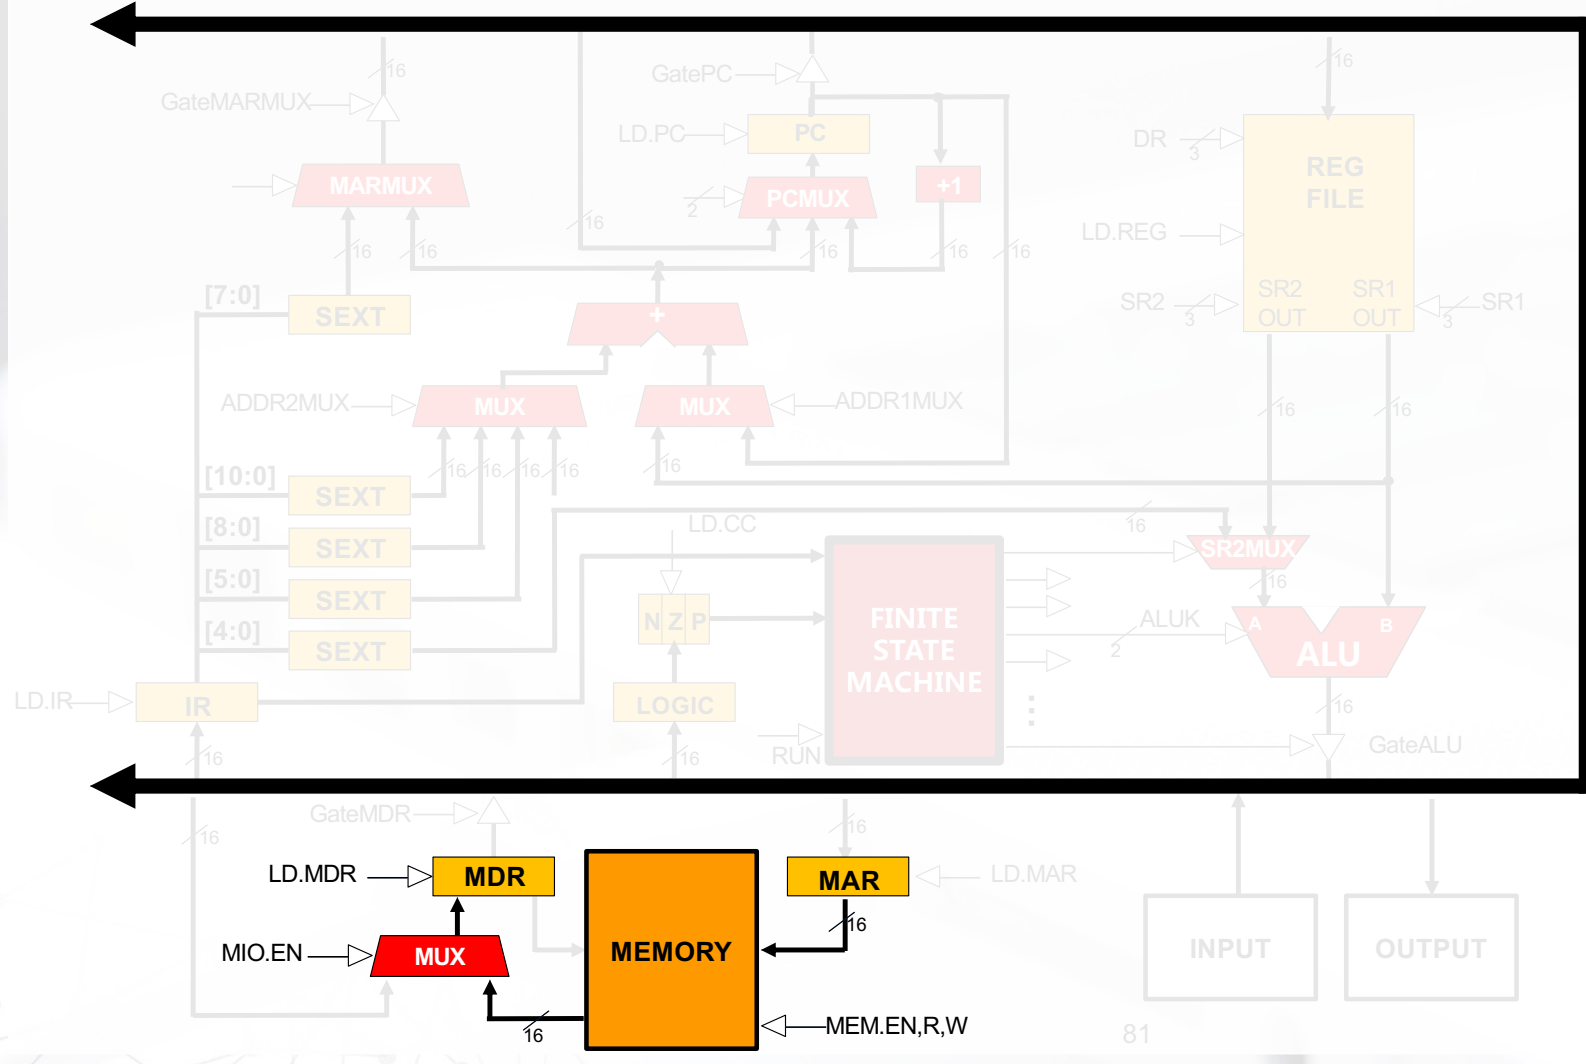 16
GatePC
GateMARMUX
16
LD.PC
PC
DR
3
REG
FILE
MARMUX
2
PCMUX
+1
16
LD.REG
16
16
16
16
16
[7:0]
SEXT
+
SR2
3
SR2
OUT
SR1
OUT
3
SR1
ADDR2MUX
MUX
MUX
ADDR1MUX
16
16
[10:0]
SEXT
16
16
16
16
16
[8:0]
SEXT
LD.CC
16
SR2MUX
[5:0]
SEXT
16
N Z P
FINITE
STATE
MACHINE
ALUK
2
A
B
ALU
[4:0]
SEXT
LD.IR
IR
LOGIC
16
16
16
RUN
GateALU
GateMDR
16
16
LD.MDR
MDR
MAR
LD.MAR
16
MIO.EN
MUX
MEMORY
INPUT
OUTPUT
16
MEM.EN,R,W
81